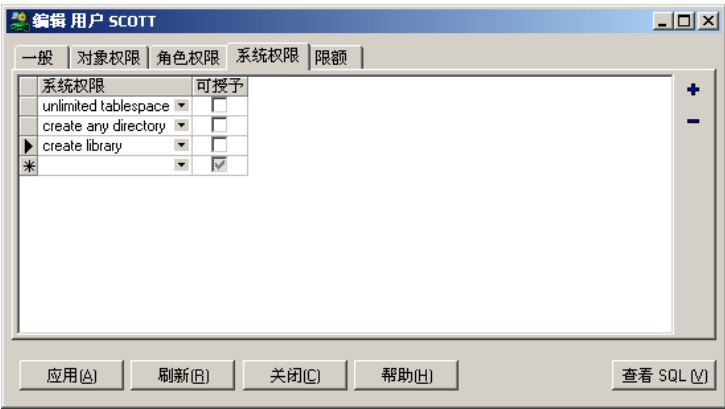 编辑 用户 SCOTT
一般 对象权限 角色权限 系统权限 限额
系统权限 可授予
unlimited tablespace
create any directory
create library
应用(A) 刷新(R) 关闭(C) 帮助(H) 查看 SQL (V)